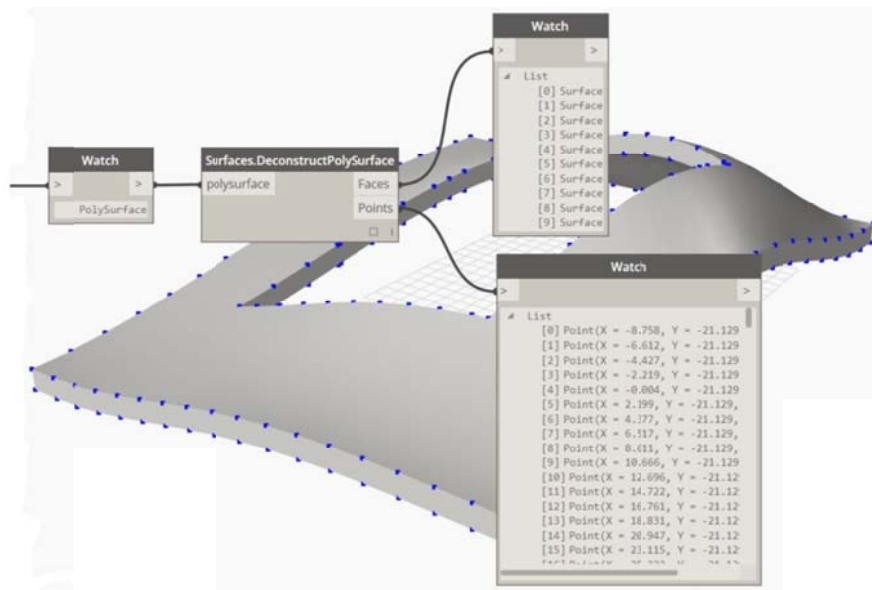 Watch
> >
List
[0] Surface
[1] Surface
[2] Surface
[3] Surface
[4] Surface
[5] Surface
[6] Surface
[7] Surface
[8] Surface
[9] Surface
Watch
> >
PolySurface
Surfaces.DeconstructPolySurface
polysurface Faces
Points
Watch
> >
List
[0] Point(X = -8.758, Y = -21.129
[1] Point(X = -6.612, Y = -21.129
[2] Point(X = -4.427, Y = -21.129
[3] Point(X = -2.219, Y = -21.129
[4] Point(X = -0.004, Y = -21.129
[5] Point(X = 2.199, Y = -21.129,
[6] Point(X = 4.377, Y = -21.129,
[7] Point(X = 6.517, Y = -21.129,
[8] Point(X = 8.611, Y = -21.129,
[9] Point(X = 10.666, Y = -21.129
[10] Point(X = 12.696, Y = -21.12
[11] Point(X = 14.722, Y = -21.12
[12] Point(X = 16.761, Y = -21.12
[13] Point(X = 18.831, Y = -21.12
[14] Point(X = 20.947, Y = -21.12
[15] Point(X = 23.115, Y = -21.12